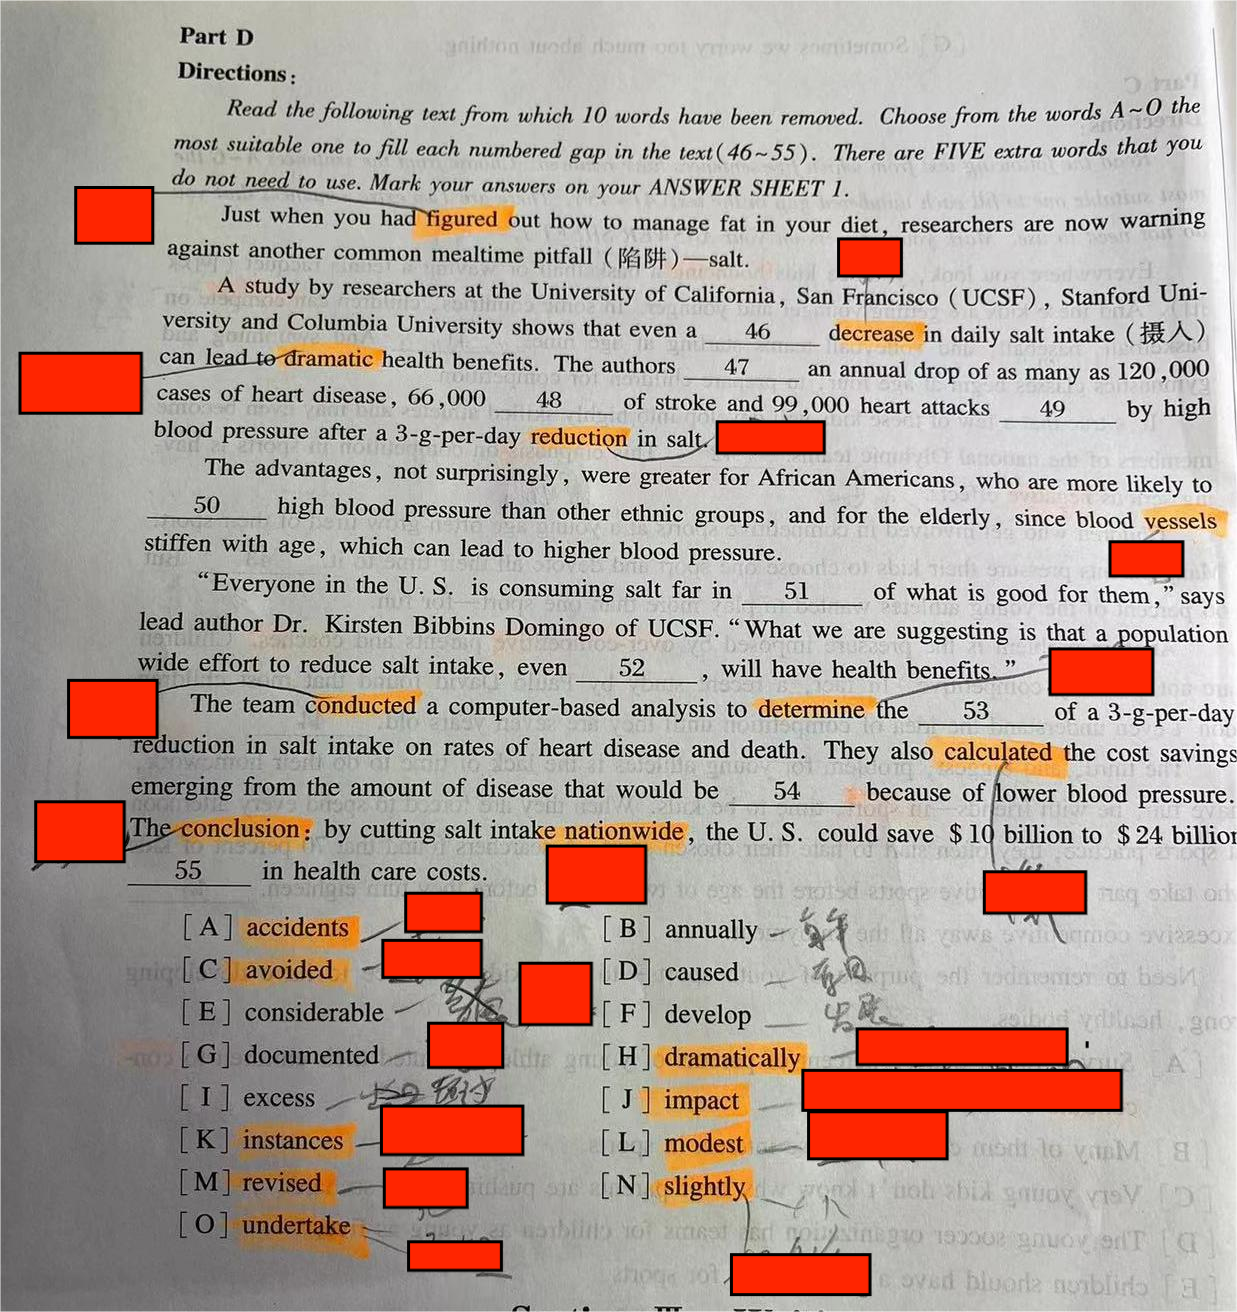 Part D
Directions:
Read the following text from which 10 words have been removed. Choose from the words A~O the
most suitable one to fill each numbered gap in the text(46~55). There are FIVE extra words that you
do not need to use. Mark your answers on your ANSWER SHEET 1.
Just when you had figured out how to manage fat in your diet, researchers are now warning
against another common mealtime pitfall (陷阱)—salt.
A study by researchers at the University of California, San Francisco (UCSF), Stanford Uni-
versity and Columbia University shows that even a 46 decrease in daily salt intake (摄人)
can lead to dramatic health benefits. The authors 47 an annual drop of as many as 120,000
cases of heart disease, 66,000 48 of stroke and 99,000 heart attacks 49 by high
blood pressure after a 3-g-per-day reduction in salt.
The advantages, not surprisingly, were greater for African Americans, who are more likely to
50 high blood pressure than other ethnic groups, and for the elderly, since blood vessels
stiffen with age, which can lead to higher blood pressure.
“Everyone in the U. S. is consuming salt far in 51 of what is good for them,” says
lead author Dr. Kirsten Bibbins Domingo of UCSF. “What we are suggesting is that a population
wide effort to reduce salt intake, even 52, will have health benefits.”
The team conducted a computer-based analysis to determine the 53 of a 3-g-per-day
reduction in salt intake on rates of heart disease and death. They also calculated the cost savings
emerging from the amount of disease that would be 54 because of lower blood pressure.
The conclusion: by cutting salt intake nationwide, the U. S. could save $10 billion to $24 billion
55 in health care costs.
[A] accidents [B] annually
[C] avoided [D] caused
[E] considerable [F] develop
[G] documented [H] dramatically
[I] excess [J] impact
[K] instances [L] modest
[M] revised [N] slightly
[O] undertake